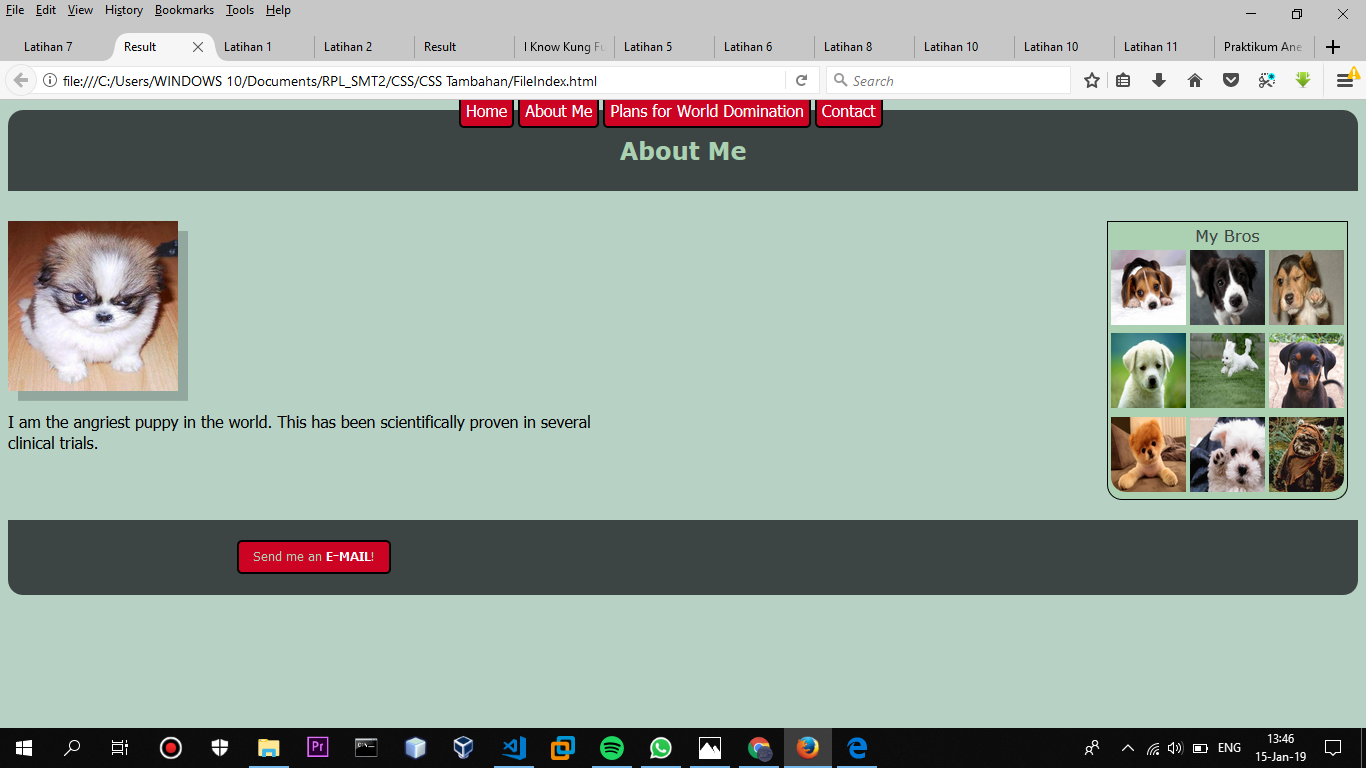 File Edit View History Bookmarks Tools Help
Latihan 7 Result Latihan 1 Latihan 2 Result I Know Kung Fu Latihan 5 Latihan 6 Latihan 8 Latihan 10 Latihan 10 Latihan 11 Praktikum Ane
file:///C:/Users/WINDOWS 10/Documents/RPL_SMT2/CSS/CSS Tambahan/FileIndex.html Search
Home About Me Plans for World Domination Contact
About Me
My Bros
I am the angriest puppy in the world. This has been scientifically proven in several
clinical trials.
Send me an E-MAIL!
Pr
ENG
13:46
15-Jan-19